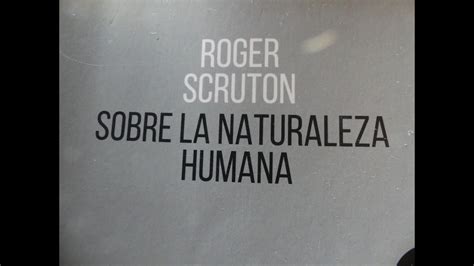 ROGER
SCRUTON
SOBRE LA NATURALEZA
HUMANA